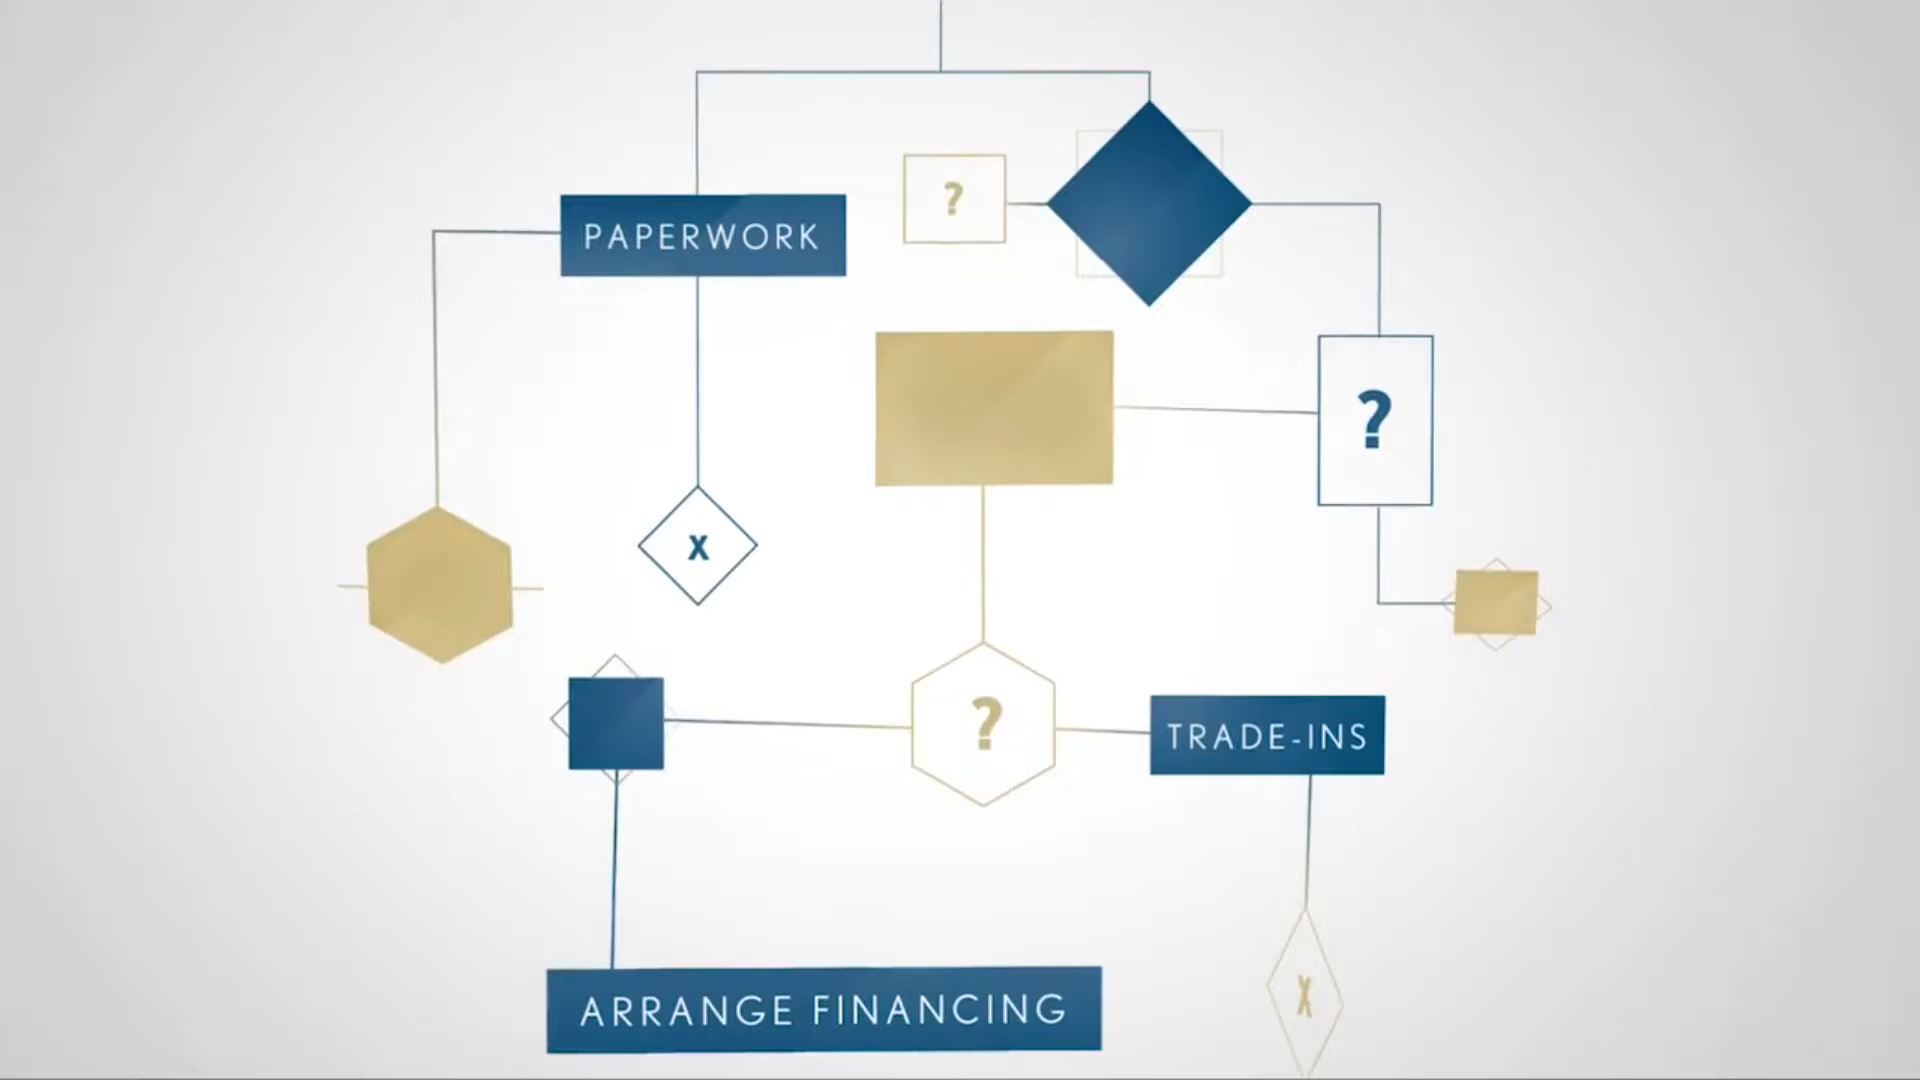 ?
PAPERWORK
?
X
?
TRADE-INS
X
ARRANGE FINANCING